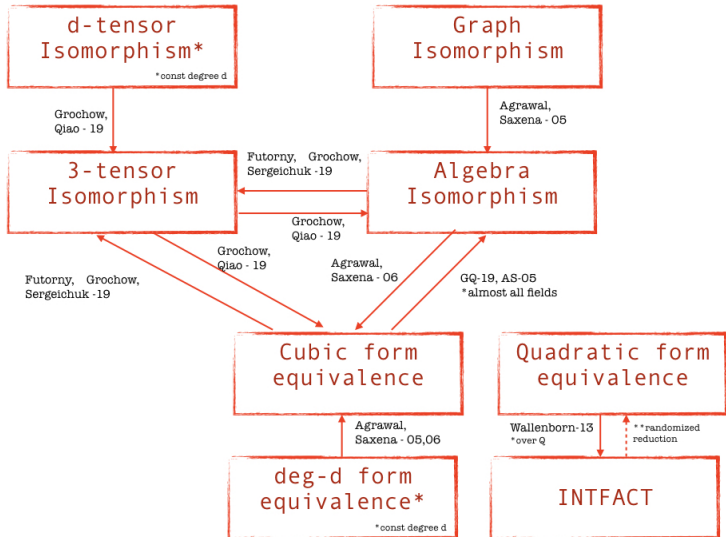 d-tensor
Isomorphism*
*const degree d
Graph
Isomorphism
Grochow,
Qiao - 19
Agrawal,
Saxena - 05
3-tensor
Isomorphism
Futorny, Grochow,
Sergeichuk -19
Algebra
Isomorphism
Grochow,
Qiao - 19
Futorny, Grochow,
Sergeichuk -19
Grochow,
Qiao - 19
Agrawal,
Saxena - 06
GQ-19, AS-05
*almost all fields
Cubic form
equivalence
Quadratic form
equivalence
Agrawal,
Saxena - 05,06
Wallenborn-13
*over Q
**randomized
reduction
deg-d form
equivalence*
*const degree d
INTFACT